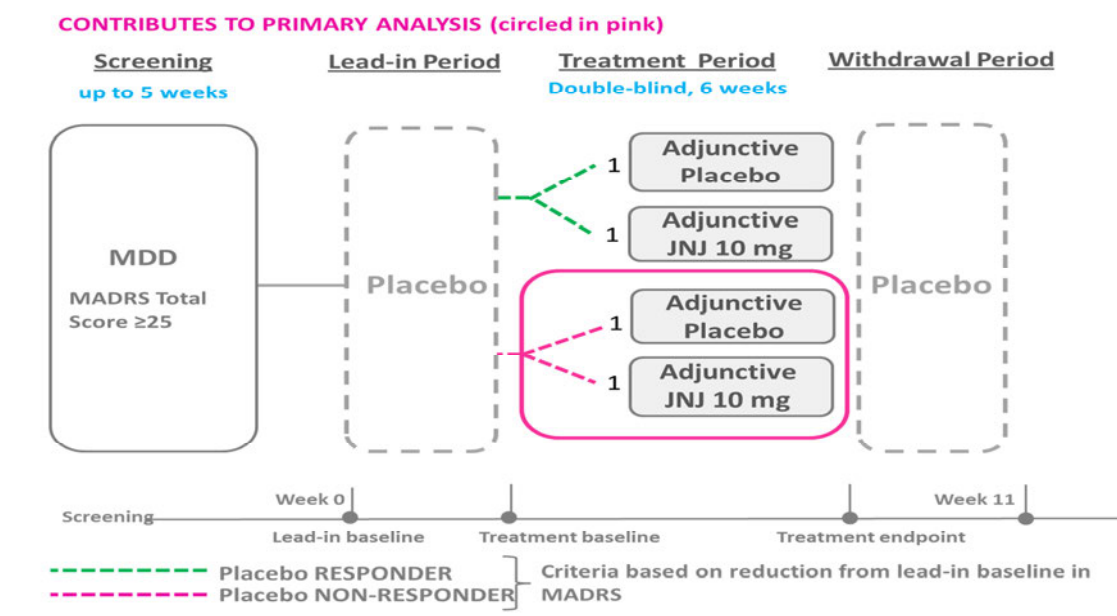 CONTRIBUTES TO PRIMARY ANALYSIS (circled in pink)
Screening
up to 5 weeks
Lead-in Period
Treatment Period
Double-blind, 6 weeks
Withdrawal Period
MDD
MADRS Total
Score ≥25
Placebo
1
Adjunctive
Placebo
1
Adjunctive
JNJ 10 mg
1
Adjunctive
Placebo
1
Adjunctive
JNJ 10 mg
Placebo
Screening
Week 0
Week 11
Lead-in baseline
Treatment baseline
Treatment endpoint
Placebo RESPONDER
Placebo NON-RESPONDER
Criteria based on reduction from lead-in baseline in
MADRS